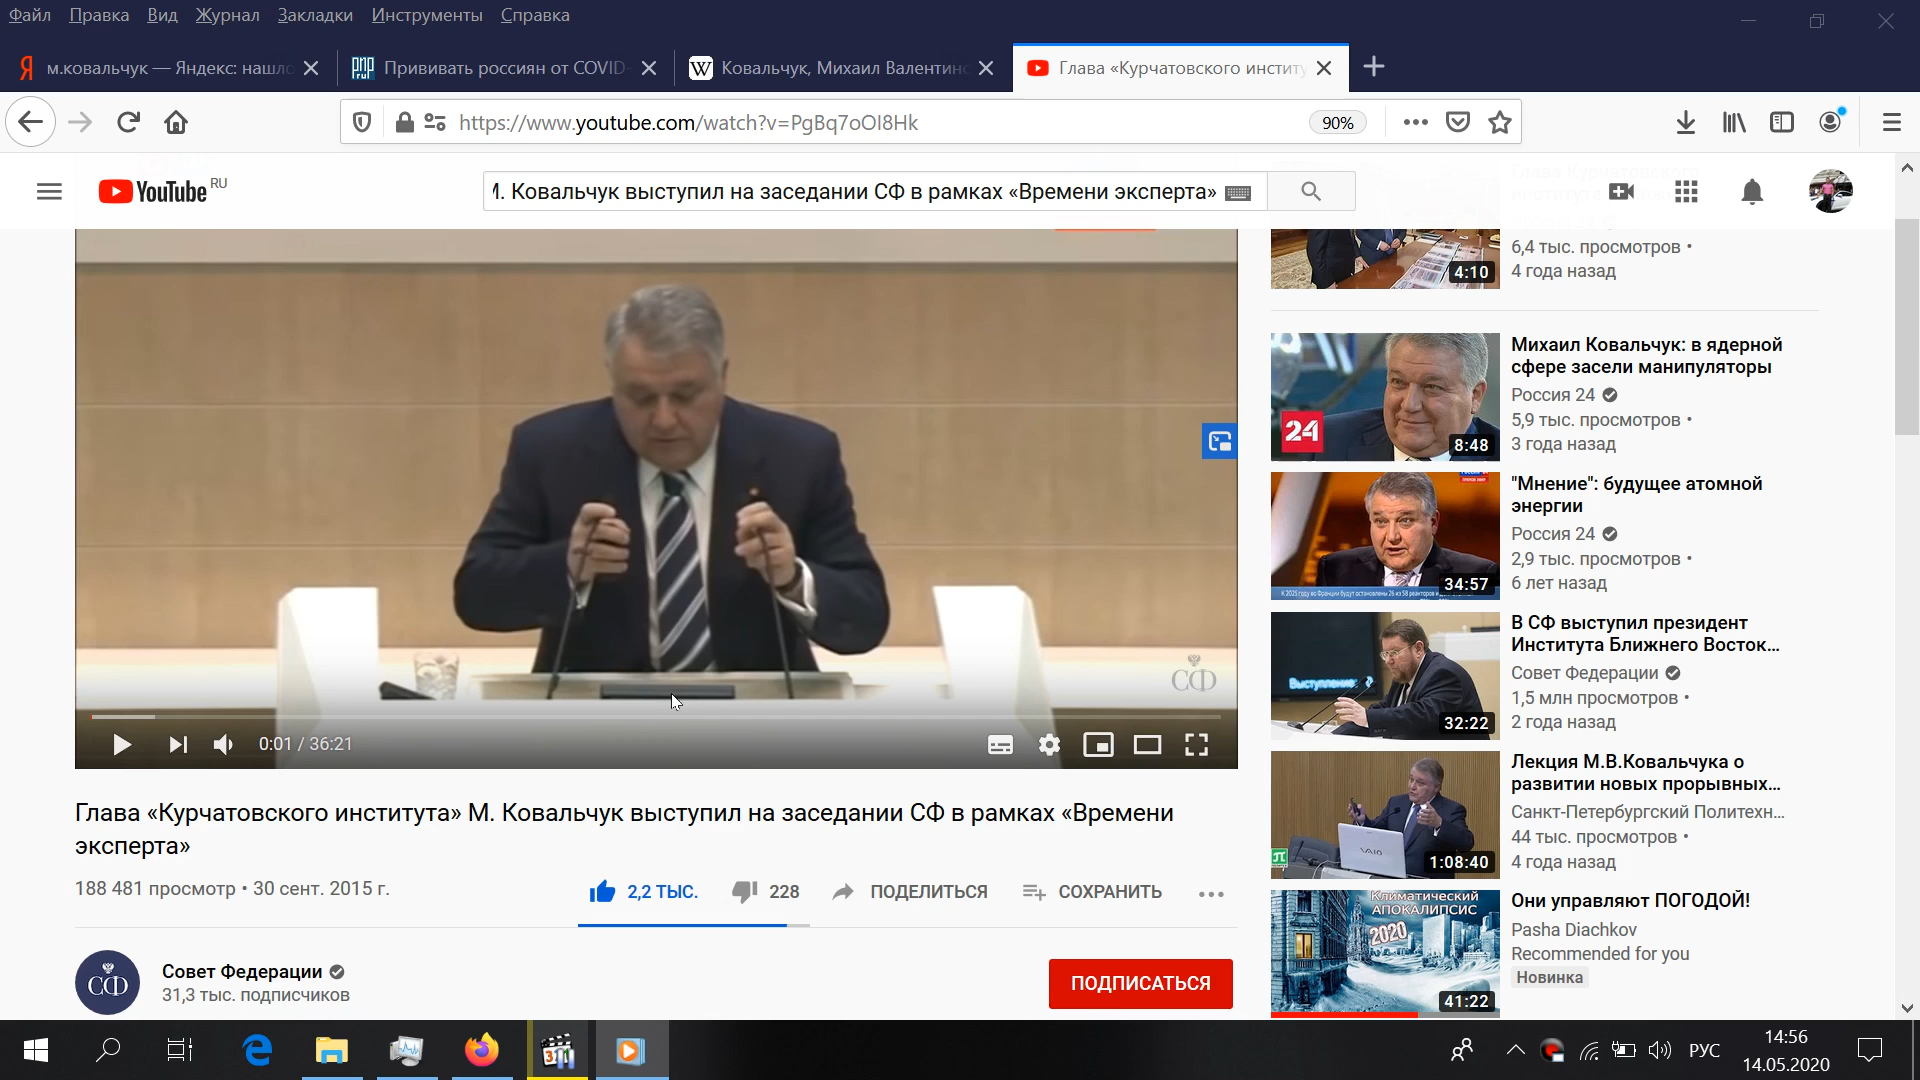 Файл Правка Вид Журнал Закладки Инструменты Справка
м.ковальчук — Яндекс: нашло
Прививать россиян от COVID-
Ковальчук, Михаил Валентинo
Глава «Курчатовского институ
https://www.youtube.com/watch?v=PgBq7oOI8Hk
90%
YouTube RU
М. Ковальчук выступил на заседании СФ в рамках «Времени эксперта»
СФ
0:01 / 36:21
Глава «Курчатовского института» М. Ковальчук выступил на заседании СФ в рамках «Времени
эксперта»
188 481 просмотр • 30 сент. 2015 г.
2,2 ТЫС. 228 ПОДЕЛИТЬСЯ СОХРАНИТЬ
СФ
Совет Федерации
31,3 тыс. подписчиков
ПОДПИСАТЬСЯ
6,4 тыс. просмотров •
4 года назад
4:10
Михаил Ковальчук: в ядерной
сфере засели манипуляторы
Россия 24
5,9 тыс. просмотров •
3 года назад
24
8:48
"Мнение": будущее атомной
энергии
Россия 24
2,9 тыс. просмотров •
6 лет назад
34:57
В СФ выступил президент
Института Ближнего Восток...
Совет Федерации
1,5 млн просмотров •
2 года назад
Выступление
32:22
Лекция М.В.Ковальчука о
развитии новых прорывных...
Санкт-Петербургский Политехн...
44 тыс. просмотров •
4 года назад
VAIO
1:08:40
Они управляют ПОГОДОЙ!
Pasha Diachkov
Recommended for you
Новинка
Климатический
АПОКАЛИПСИС
2020
41:22
РУС
14:56
14.05.2020